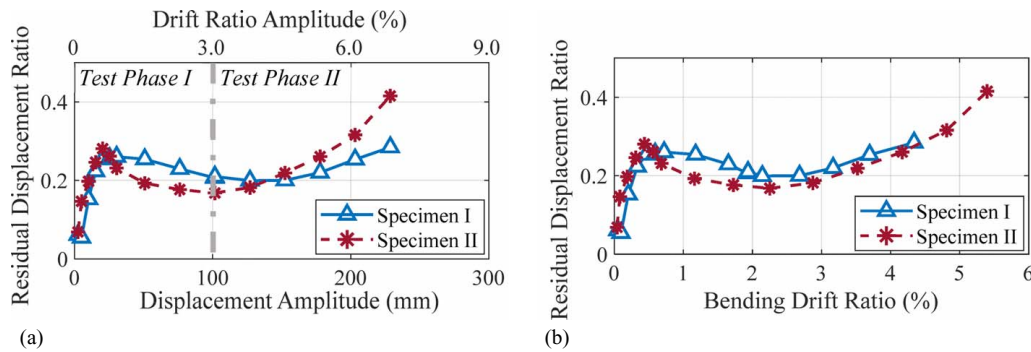 Drift Ratio Amplitude (%)
0 3.0 6.0 9.0
Residual Displacement Ratio
Test Phase I Test Phase II
0.4
0.2
0
Specimen I
Specimen II
0 100 200 300
Displacement Amplitude (mm)
(a)
Residual Displacement Ratio
0.4
0.2
0
Specimen I
Specimen II
0 1 2 3 4 5 6
Bending Drift Ratio (%)
(b)